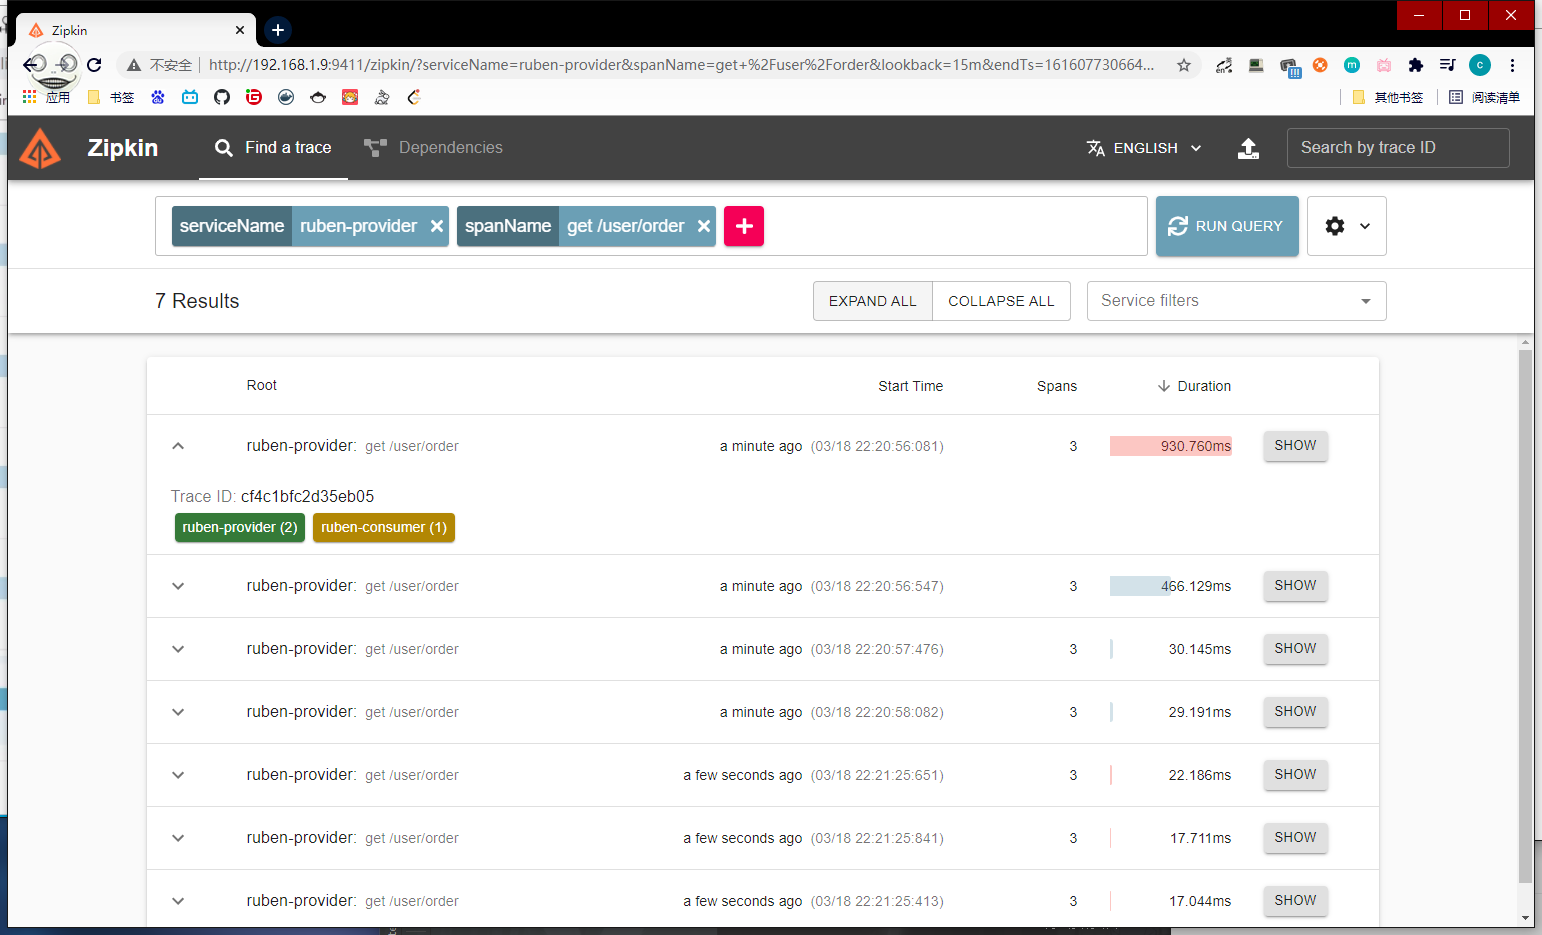 Zipkin
不安全 http://192.168.1.9:9411/zipkin/?serviceName=ruben-provider&spanName=get+%2Fuser%2Forder&lookback=15m&endTs=161607730664...
应用 书签 其他书签 阅读清单
Zipkin Find a trace Dependencies ENGLISH Search by trace ID
serviceName ruben-provider spanName get /user/order RUN QUERY
7 Results EXPAND ALL COLLAPSE ALL Service filters
Root Start Time Spans Duration
ruben-provider: get /user/order a minute ago (03/18 22:20:56:081) 3 930.760ms SHOW
Trace ID: cf4c1bfc2d35eb05
ruben-provider (2) ruben-consumer (1)
ruben-provider: get /user/order a minute ago (03/18 22:20:56:547) 3 466.129ms SHOW
ruben-provider: get /user/order a minute ago (03/18 22:20:57:476) 3 30.145ms SHOW
ruben-provider: get /user/order a minute ago (03/18 22:20:58:082) 3 29.191ms SHOW
ruben-provider: get /user/order a few seconds ago (03/18 22:21:25:651) 3 22.186ms SHOW
ruben-provider: get /user/order a few seconds ago (03/18 22:21:25:841) 3 17.711ms SHOW
ruben-provider: get /user/order a few seconds ago (03/18 22:21:25:413) 3 17.044ms SHOW